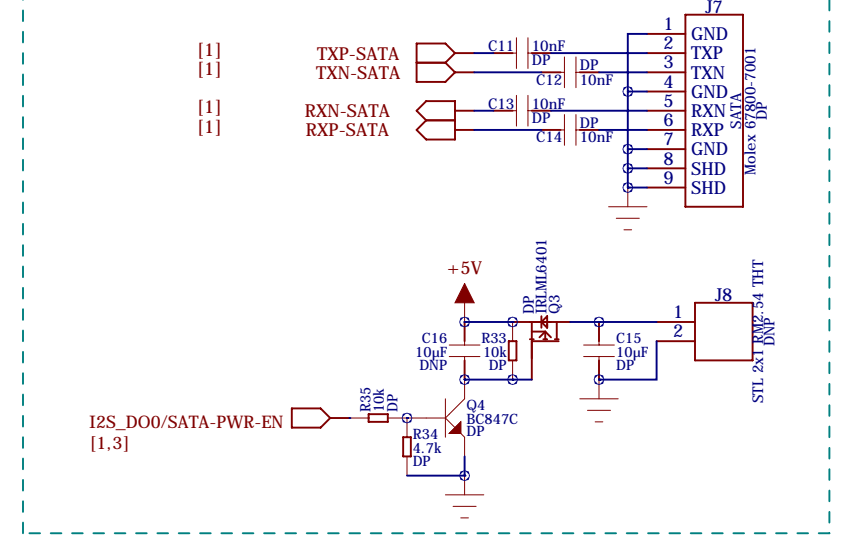 J7
1 GND
[1] TXP-SATA C11 10nF DP 2 TXP
[1] TXN-SATA C12 DP 10nF 3 TXN
4 GND
[1] RXN-SATA C13 10nF DP 5 RXN
[1] RXP-SATA C14 DP 10nF 6 RXP
7 GND
8 SHD
9 SHD
SATA
Molex 67800-7001
DP
+5V
DP
IRLML6401
Q3
J8
1
2
STL 2x1 RM2.54 THT
DNP
C16
10µF
DNP
R33
10k
DP
C15
10µF
DP
I2S_DO0/SATA-PWR-EN
[1,3]
R35
10k
DP
Q4
BC847C
DP
R34
4.7k
DP